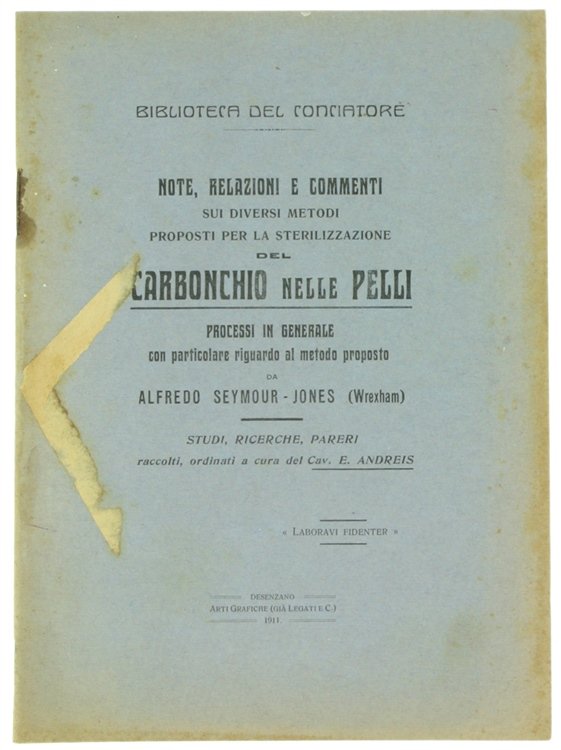 BIBLIOTECA DEL CONCIATORE
NOTE, RELAZIONI E COMMENTI
SUI DIVERSI METODI
PROPOSTI PER LA STERILIZZAZIONE
DEL
CARBONCHIO NELLE PELLI
PROCESSI IN GENERALE
con particolare riguardo al metodo proposto
DA
ALFREDO SEYMOUR - JONES (Wrexham)
STUDI, RICERCHE, PARERI
raccolti, ordinati a cura del Cav. E. ANDREIS
« LABORAVI FIDENTER »
DESENZANO
ARTI GRAFICHE (GIÀ LEGATI E C.)
1911